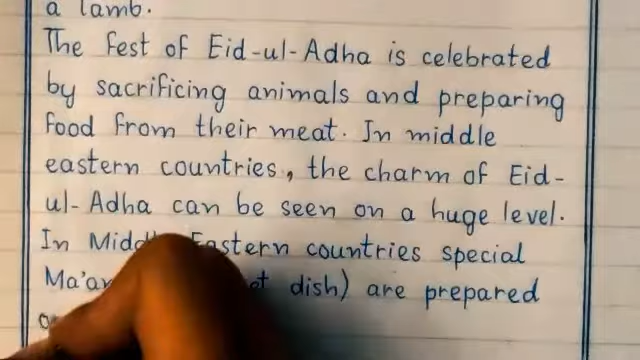 a lamb.
The Fest of Eid-ul-Adha is celebrated
by sacrificing animals and preparing
food from their meat. In middle
eastern countries, the charm of Eid-
ul-Adha can be seen on a huge level.
In Middle Eastern countries special
dish) are prepared